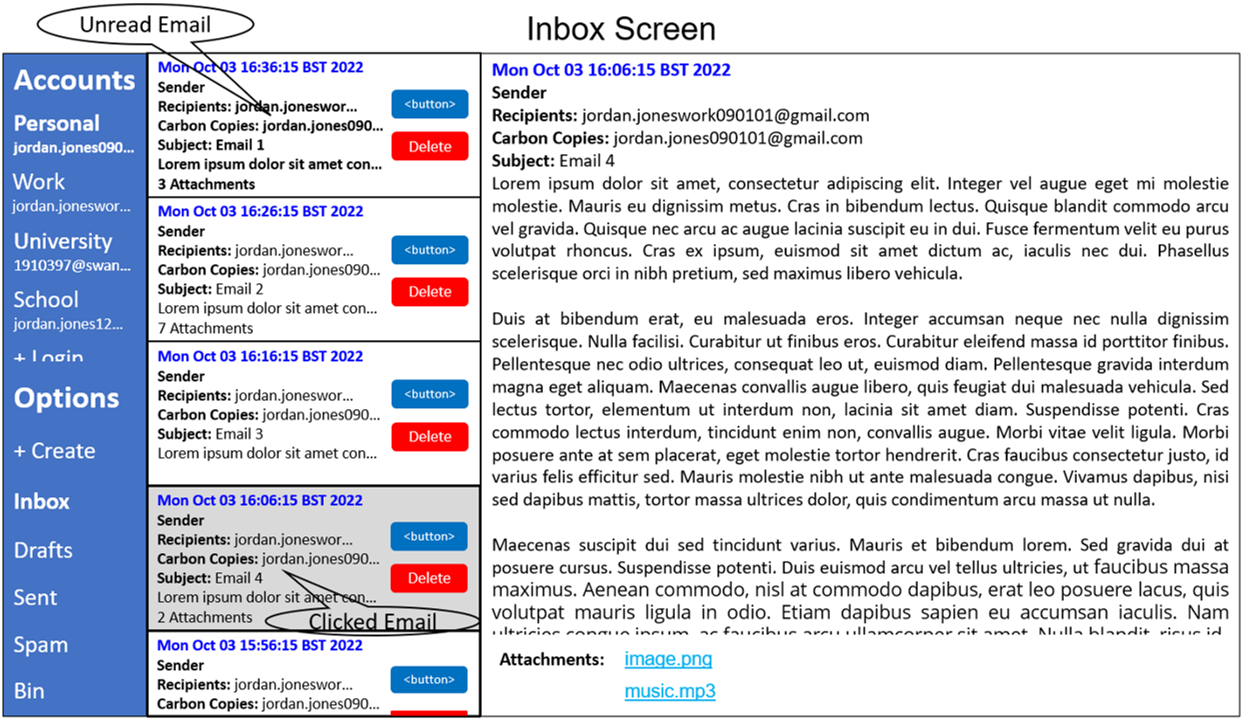 Unread Email
Inbox Screen
Accounts
Personal
jordan.jones090...
Work
jordan.joneswor...
University
1910397@swan...
School
jordan.jones12...
+ Login
Options
+ Create
Inbox
Drafts
Sent
Spam
Bin
Mon Oct 03 16:36:15 BST 2022
Sender
Recipients: jordan.joneswor...
Carbon Copies: jordan.jones090...
Subject: Email 1
Lorem ipsum dolor sit amet con...
3 Attachments
<button>
Delete
Mon Oct 03 16:26:15 BST 2022
Sender
Recipients: jordan.joneswor...
Carbon Copies: jordan.jones090...
Subject: Email 2
Lorem ipsum dolor sit amet con...
7 Attachments
<button>
Delete
Mon Oct 03 16:16:15 BST 2022
Sender
Recipients: jordan.joneswor...
Carbon Copies: jordan.jones090...
Subject: Email 3
Lorem ipsum dolor sit amet con...
<button>
Delete
Mon Oct 03 16:06:15 BST 2022
Sender
Recipients: jordan.joneswor...
Carbon Copies: jordan.jones090...
Subject: Email 4
Lorem ipsum dolor sit amet con...
2 Attachments
<button>
Delete
Clicked Email
Mon Oct 03 15:56:15 BST 2022
Sender
Recipients: jordan.joneswor...
Carbon Copies: jordan.jones090...
<button>
Mon Oct 03 16:06:15 BST 2022
Sender
Recipients: jordan.joneswork090101@gmail.com
Carbon Copies: jordan.jones090101@gmail.com
Subject: Email 4
Lorem ipsum dolor sit amet, consectetur adipiscing elit. Integer vel augue eget mi molestie
molestie. Mauris eu dignissim metus. Cras in bibendum lectus. Quisque blandit commodo arcu
vel gravida. Quisque nec arcu ac augue lacinia suscipit eu in dui. Fusce fermentum velit eu purus
volutpat rhoncus. Cras ex ipsum, euismod sit amet dictum ac, iaculis nec dui. Phasellus
scelerisque orci in nibh pretium, sed maximus libero vehicula.
Duis at bibendum erat, eu malesuada eros. Integer accumsan neque nec nulla dignissim
scelerisque. Nulla facilisi. Curabitur ut finibus eros. Curabitur eleifend massa id porttitor finibus.
Pellentesque nec odio ultrices, consequat leo ut, euismod diam. Pellentesque gravida interdum
magna eget aliquam. Maecenas convallis augue libero, quis feugiat dui malesuada vehicula. Sed
lectus tortor, elementum ut interdum non, lacinia sit amet diam. Suspendisse potenti. Cras
commodo lectus interdum, tincidunt enim non, convallis augue. Morbi vitae velit ligula. Morbi
posuere ante at sem placerat, eget molestie tortor hendrerit. Cras faucibus consectetur justo, id
varius felis efficitur sed. Mauris molestie nibh ut ante malesuada congue. Vivamus dapibus, nisi
sed dapibus mattis, tortor massa ultrices dolor, quis condimentum arcu massa ut nulla.
Maecenas suscipit dui sed tincidunt varius. Mauris et bibendum lorem. Sed gravida dui at
posuere cursus. Suspendisse potenti. Duis euismod arcu vel tellus ultricies, ut faucibus massa
maximus. Aenean commodo, nisl at commodo dapibus, erat leo posuere lacus, quis
volutpat mauris ligula in odio. Etiam dapibus sapien eu accumsan iaculis. Nam
ultricies congue ipsum, ac faucibus arcu ullamcorper sit amet. Nulla blandit, risus id
Attachments: image.png
music.mp3